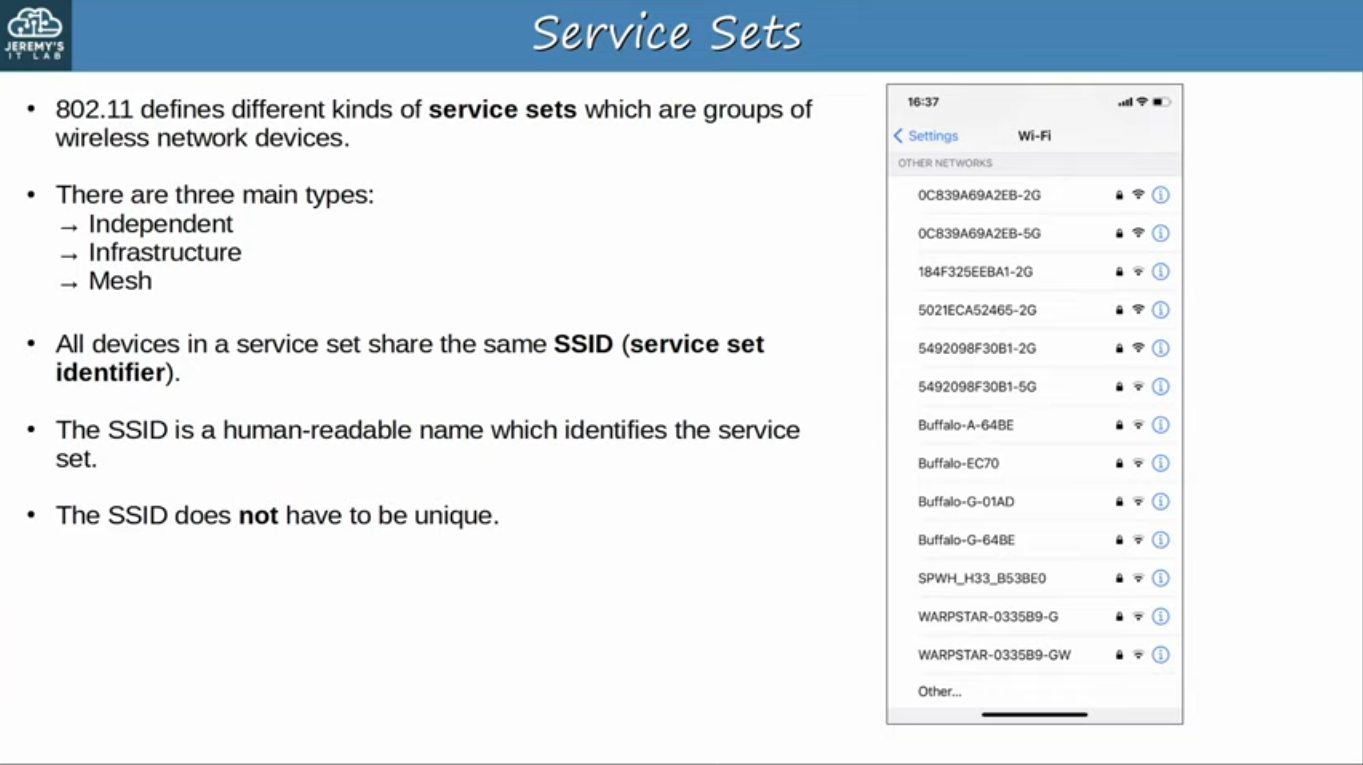 JEREMY'S
IT LAB
Service Sets
• 802.11 defines different kinds of service sets which are groups of
wireless network devices.
• There are three main types:
→ Independent
→ Infrastructure
→ Mesh
• All devices in a service set share the same SSID (service set
identifier).
• The SSID is a human-readable name which identifies the service
set.
• The SSID does not have to be unique.
16:37
Settings
Wi-Fi
OTHER NETWORKS
0C839A69A2EB-2G
0C839A69A2EB-5G
184F325EEBA1-2G
5021ECA52465-2G
5492098F30B1-2G
5492098F30B1-5G
Buffalo-A-64BE
Buffalo-EC70
Buffalo-G-01AD
Buffalo-G-64BE
SPWH_H33_B53BE0
WARPSTAR-0335B9-G
WARPSTAR-0335B9-GW
Other...